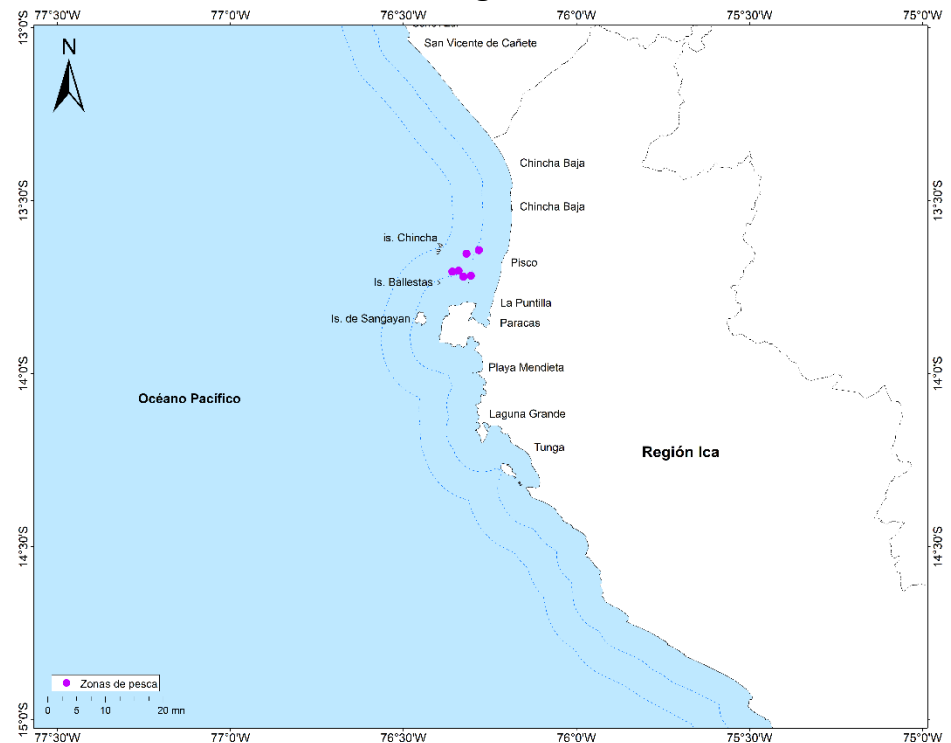 77°30'W 77°0'W 76°30'W 76°0'W 75°30'W 75°0'W
13°0'S 13°0'S
San Vicente de Cañete
N
Chincha Baja
13°30'S 13°30'S
Chincha Baja
is. Chincha
Pisco
Is. Ballestas
La Puntilla
Is. de Sangayan
Paracas
Playa Mendieta
14°0'S 14°0'S
Océano Pacífico
Laguna Grande
Tunga
Región Ica
14°30'S 14°30'S
Zonas de pesca
0 5 10 20 mn
15°0'S 15°0'S
77°30'W 77°0'W 76°30'W 76°0'W 75°30'W 75°0'W